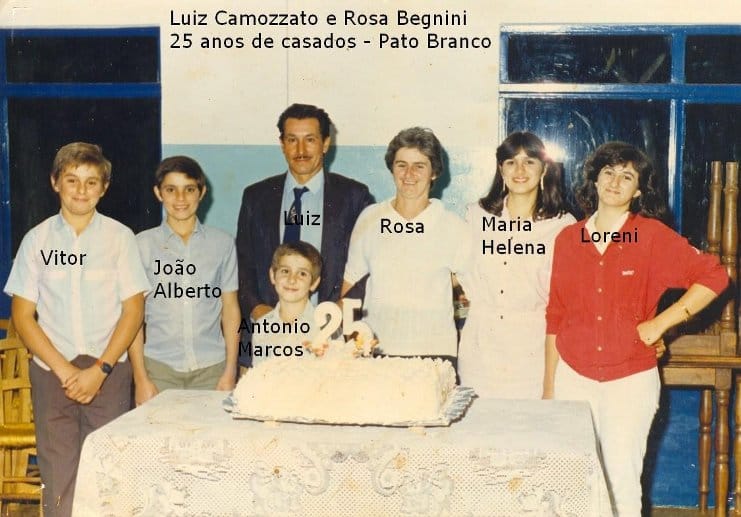 Luiz Camozzato e Rosa Begnini
25 anos de casados - Pato Branco
Vitor
João
Alberto
Luiz
Antonio
Marcos
Rosa
Maria
Helena
Loreni
25